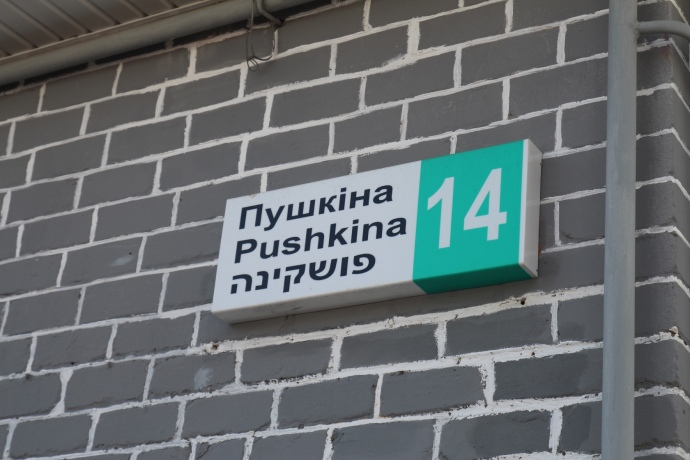 Пушкіна
Pushkina
פושקינה
14